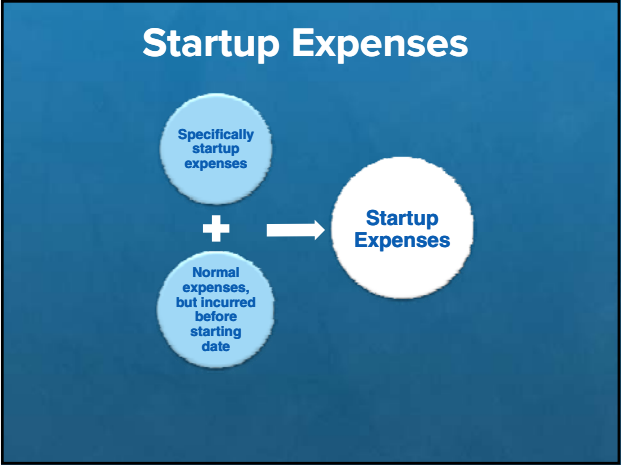 Startup Expenses
Specifically
startup
expenses
Normal
expenses,
but incurred
before
starting
date
Startup
Expenses